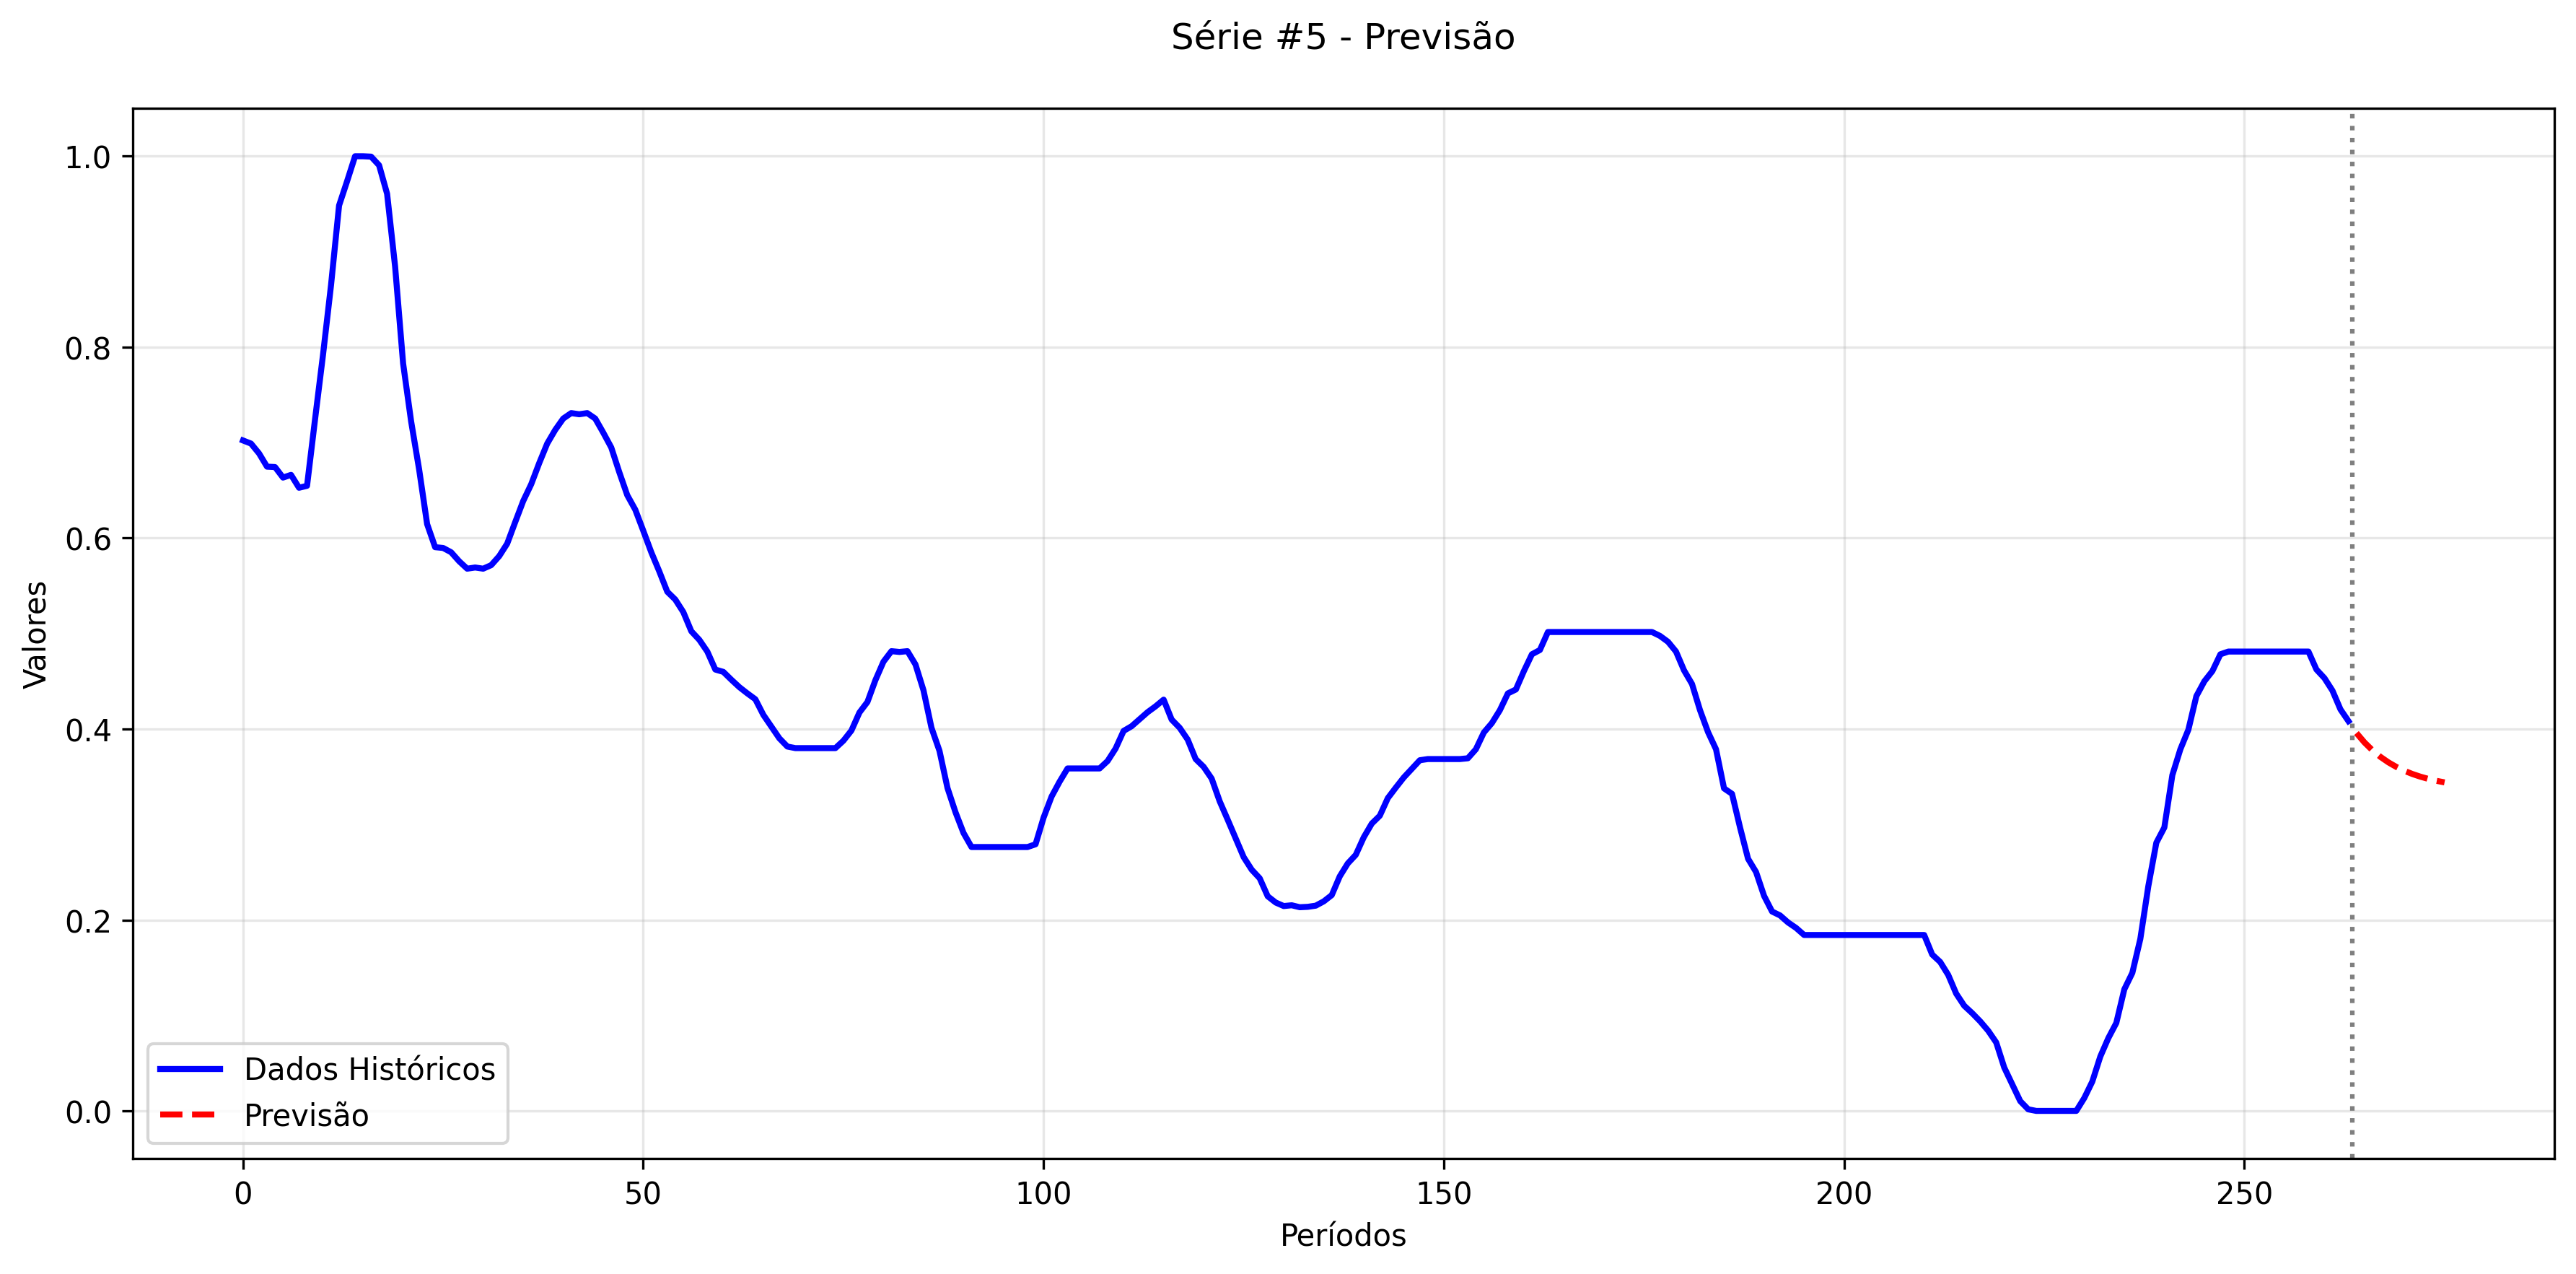 Série #5 - Previsão
Valores
1.0
0.8
0.6
0.4
0.2
0.0
Dados Históricos
Previsão
0 50 100 150 200 250
Períodos